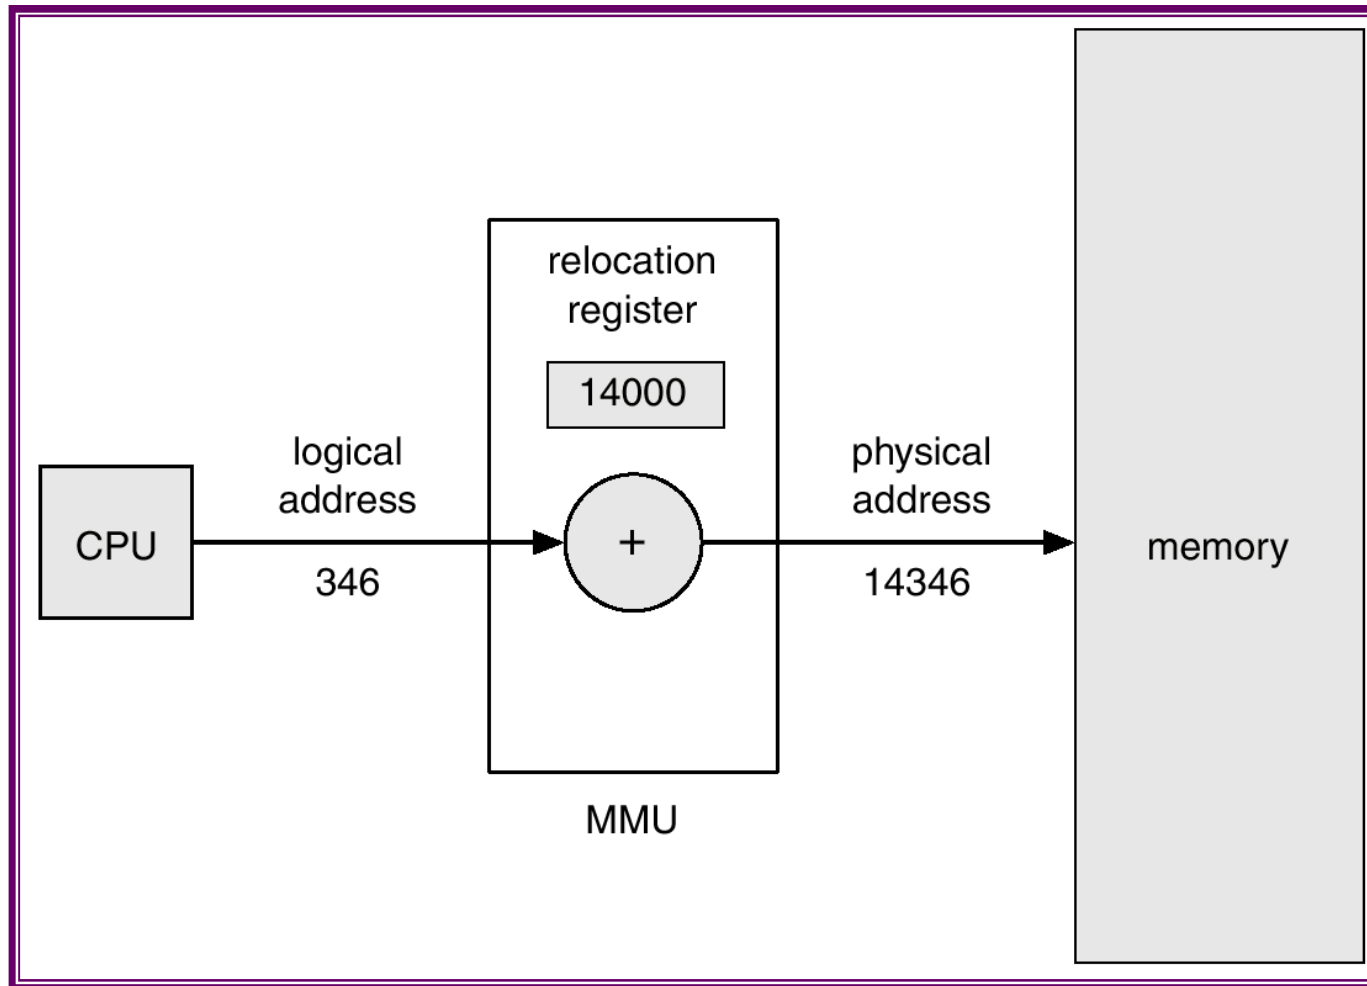 relocation
register
14000
logical
address
physical
address
CPU
+
memory
346
14346
MMU